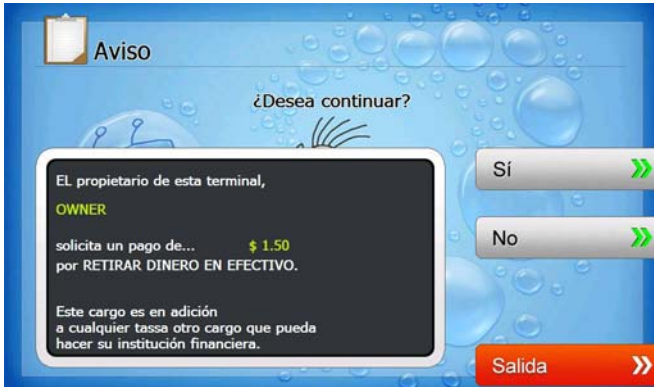 Aviso
¿Desea continuar?
EL propietario de esta terminal,
OWNER
solicita un pago de... $ 1.50
por RETIRAR DINERO EN EFECTIVO.
Este cargo es en adición
a cualquier tassa otro cargo que pueda
hacer su institución financiera.
Sí
No
Salida